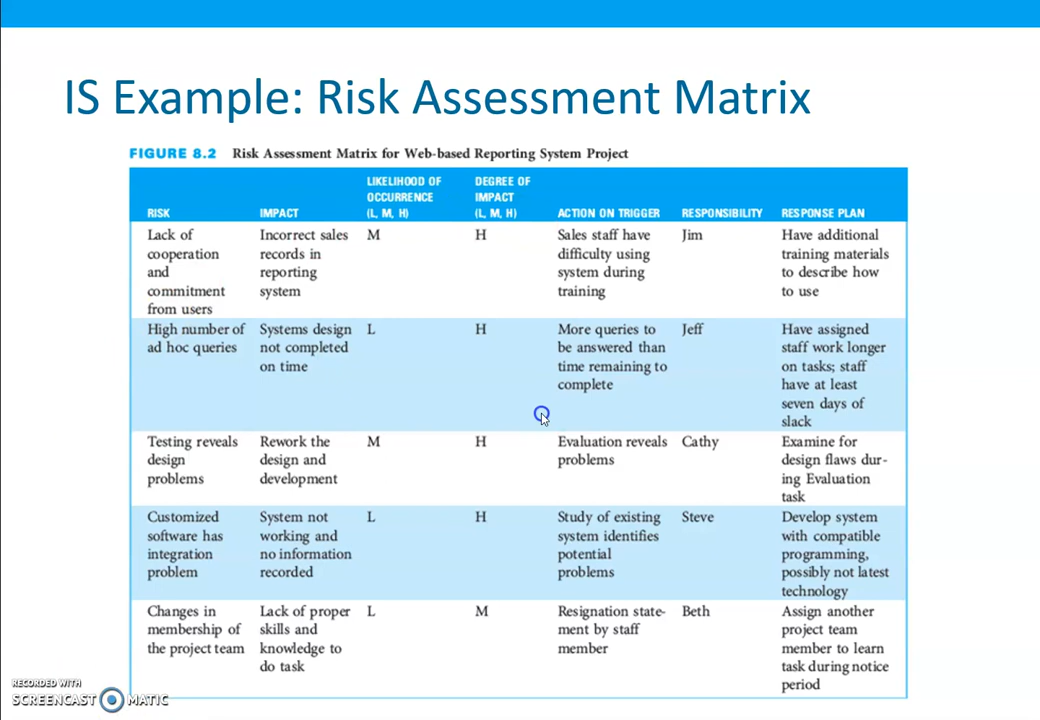 IS Example: Risk Assessment Matrix
FIGURE 8.2 Risk Assessment Matrix for Web-based Reporting System Project
LIKELIHOOD OF DEGREE OF
OCCURRENCE IMPACT
RISK IMPACT (L, M, H) (L, M, H) ACTION ON TRIGGER RESPONSIBILITY RESPONSE PLAN
Lack of Incorrect sales M H Sales staff have Jim Have additional
cooperation records in difficulty using training materials
and reporting system during to describe how
commitment system training to use
from users
High number of Systems design L H More queries to Jeff Have assigned
ad hoc queries not completed be answered than staff work longer
on time time remaining to on tasks; staff
complete have at least
seven days of
slack
Testing reveals Rework the M H Evaluation reveals Cathy Examine for
design design and problems design flaws dur-
problems development ing Evaluation
task
Customized System not L H Study of existing Steve Develop system
software has working and system identifies with compatible
integration no information potential programming,
problem recorded problems possibly not latest
technology
Changes in Lack of proper L M Resignation state- Beth Assign another
membership of skills and ment by staff project team
the project team knowledge to member member to learn
do task task during notice
period
RECORDED WITH
SCREENCAST MATIC